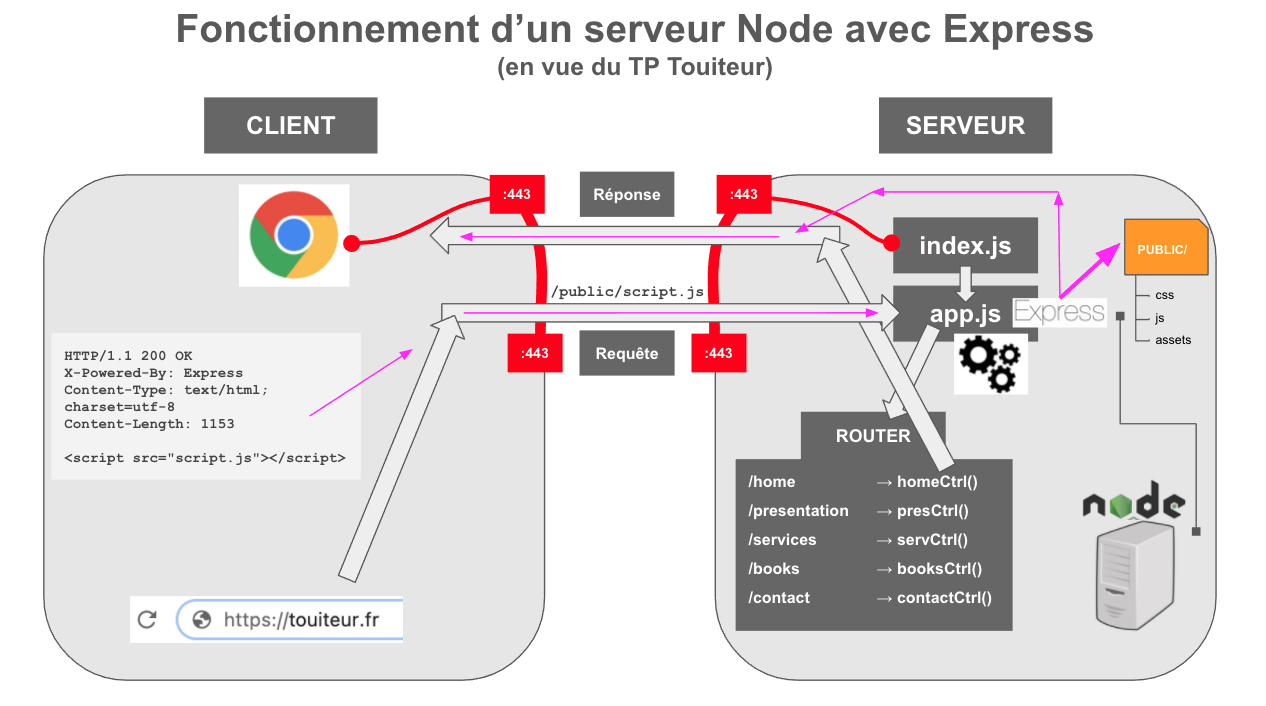 Fonctionnement d’un serveur Node avec Express
(en vue du TP Touiteur)
CLIENT
SERVEUR
:443
Réponse
:443
index.js
PUBLIC/
/public/script.js
app.js
Express
css
js
assets
:443
Requête
:443
HTTP/1.1 200 OK
X-Powered-By: Express
Content-Type: text/html;
charset=utf-8
Content-Length: 1153
<script src="script.js"></script>
ROUTER
/home → homeCtrl()
/presentation → presCtrl()
/services → servCtrl()
/books → booksCtrl()
/contact → contactCtrl()
node
https://touiteur.fr